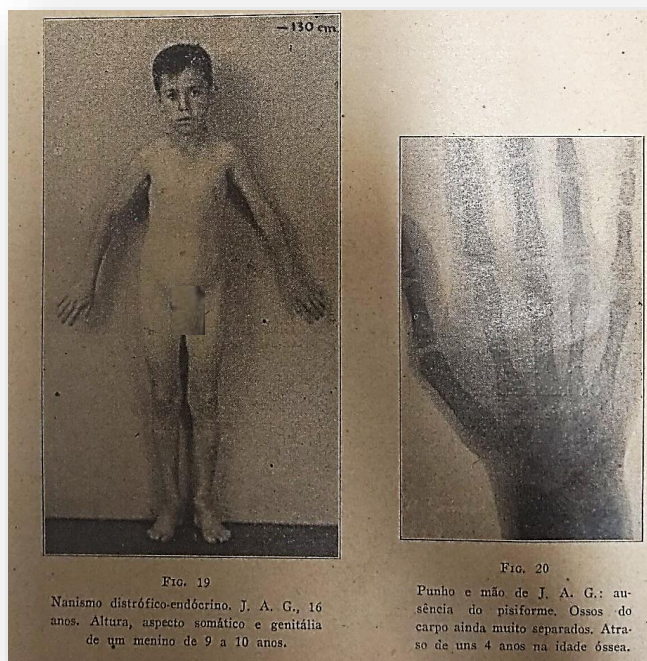 — 130 cm.
FIG. 19
Nanismo distrófico-endócrino. J. A. G., 16
anos. Altura, aspecto somático e genitália
de um menino de 9 a 10 anos.
FIG. 20
Punho e mão de J. A. G.: au-
sência do pisiforme. Ossos do
carpo ainda muito separados. Atra-
so de uns 4 anos na idade óssea.